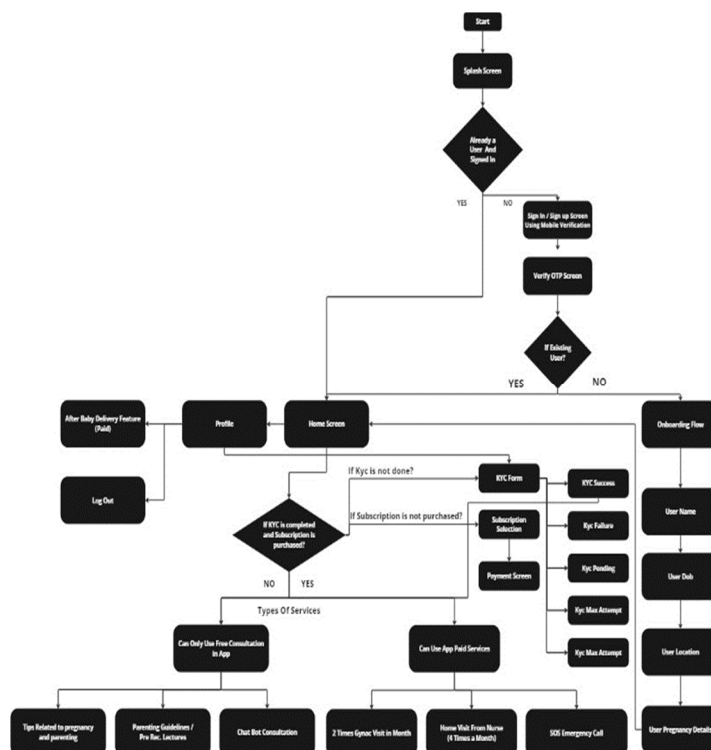 Start
Splash Screen
Already a
User And
Signed In
YES
NO
Sign In / Sign up Screen
Using Mobile Verification
Verify OTP Screen
If Existing
User?
YES
NO
After Baby Delivery Feature
(Paid)
Profile
Home Screen
Onboarding Flow
Log Out
If Kyc is not done?
KYC Form
KYC Success
If Subscription is not purchased?
Subscription
Selection
Kyc Failure
User Name
If KYC is completed
and Subscription is
purchased?
Payment Screen
Kyc Pending
User Dob
NO
YES
Types Of Services
Kyc Max Attempt
Can Only Use Free Consultation
In App
Can Use App Paid Services
Kyc Max Attempt
User Location
Tips Related to pregnancy
and parenting
Parenting Guidelines /
Pre Rec. Lectures
Chat Bot Consultation
2 Times Gynac Visit in Month
Home Visit From Nurse
(4 Times a Month)
SOS Emergency Call
User Pregnancy Details